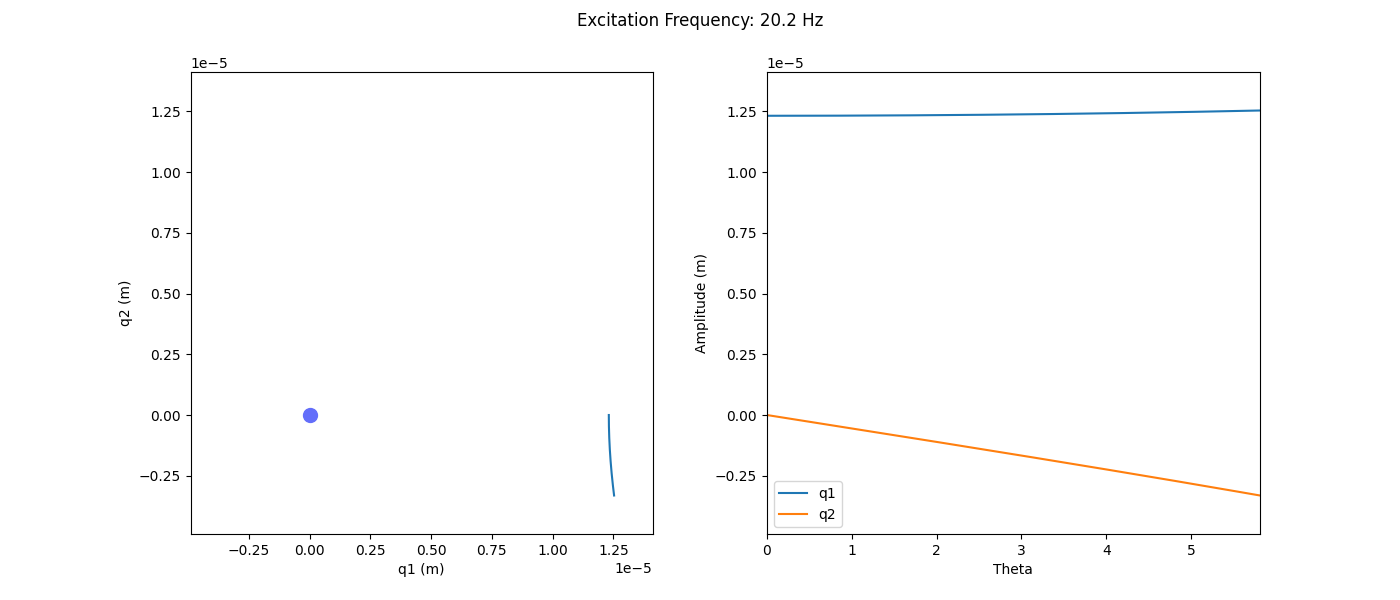 Excitation Frequency: 20.2 Hz
1e−5
1.25
1.00
0.75
0.50
0.25
0.00
−0.25
q2 (m)
−0.25 0.00 0.25 0.50 0.75 1.00 1.25
q1 (m)
1e−5
1e−5
1.25
1.00
0.75
0.50
0.25
0.00
−0.25
Amplitude (m)
q1
q2
0 1 2 3 4 5
Theta